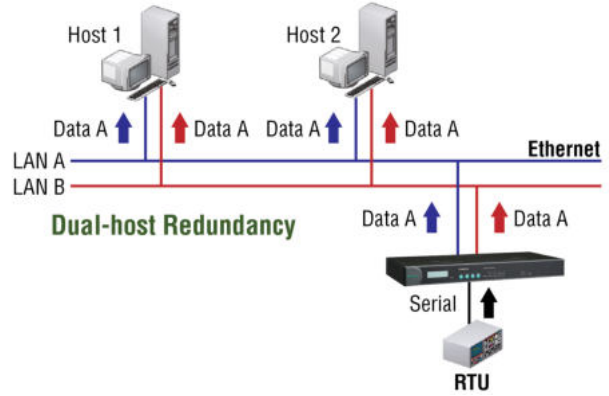 Host 1
Host 2
Data A
Data A
Data A
Data A
Ethernet
LAN A
LAN B
Dual-host Redundancy
Data A
Data A
Serial
RTU